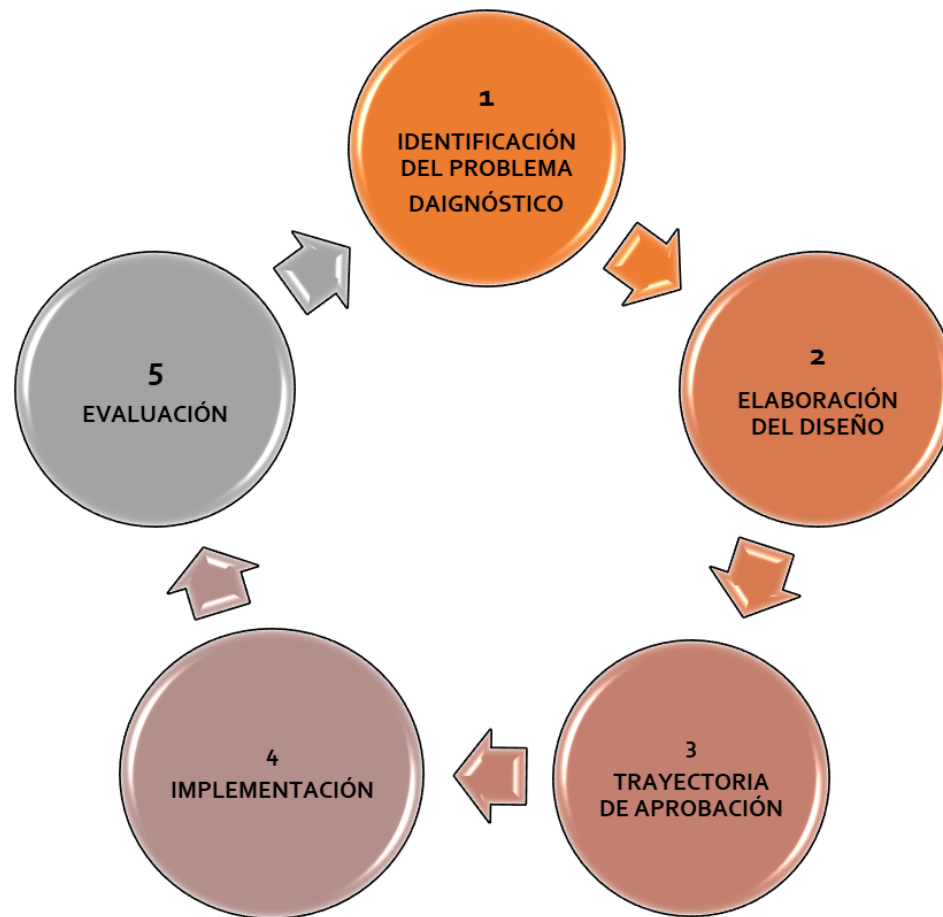 1
IDENTIFICACIÓN
DEL PROBLEMA
DAIGNÓSTICO
2
ELABORACIÓN
DEL DISEÑO
3
TRAYECTORIA
DE APROBACIÓN
4
IMPLEMENTACIÓN
5
EVALUACIÓN